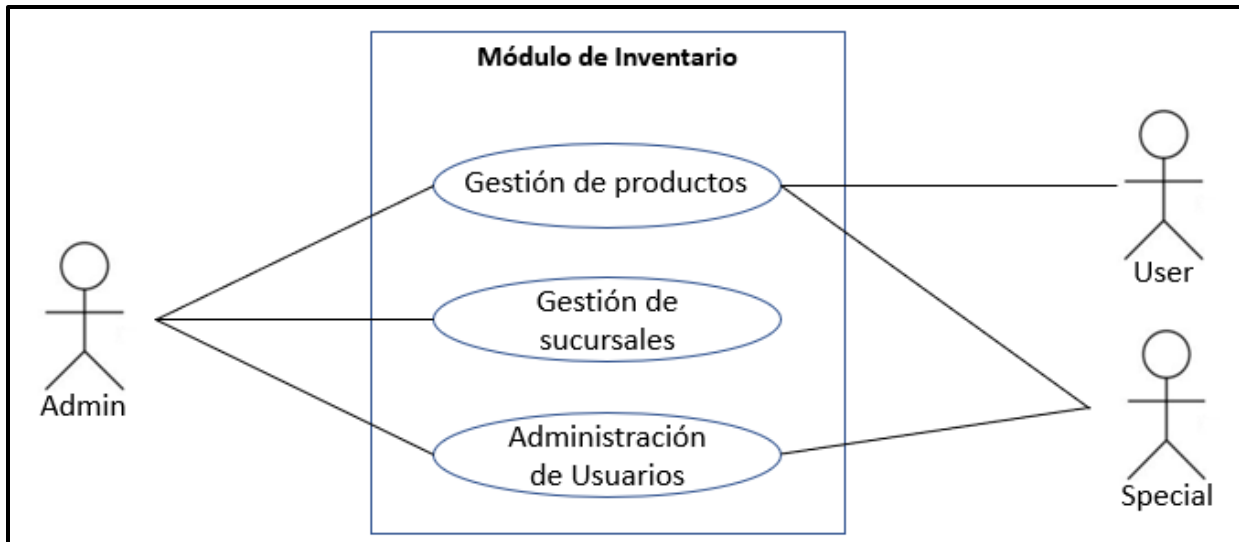 Módulo de Inventario
Gestión de productos
User
Gestión de
sucursales
Admin
Administración
de Usuarios
Special